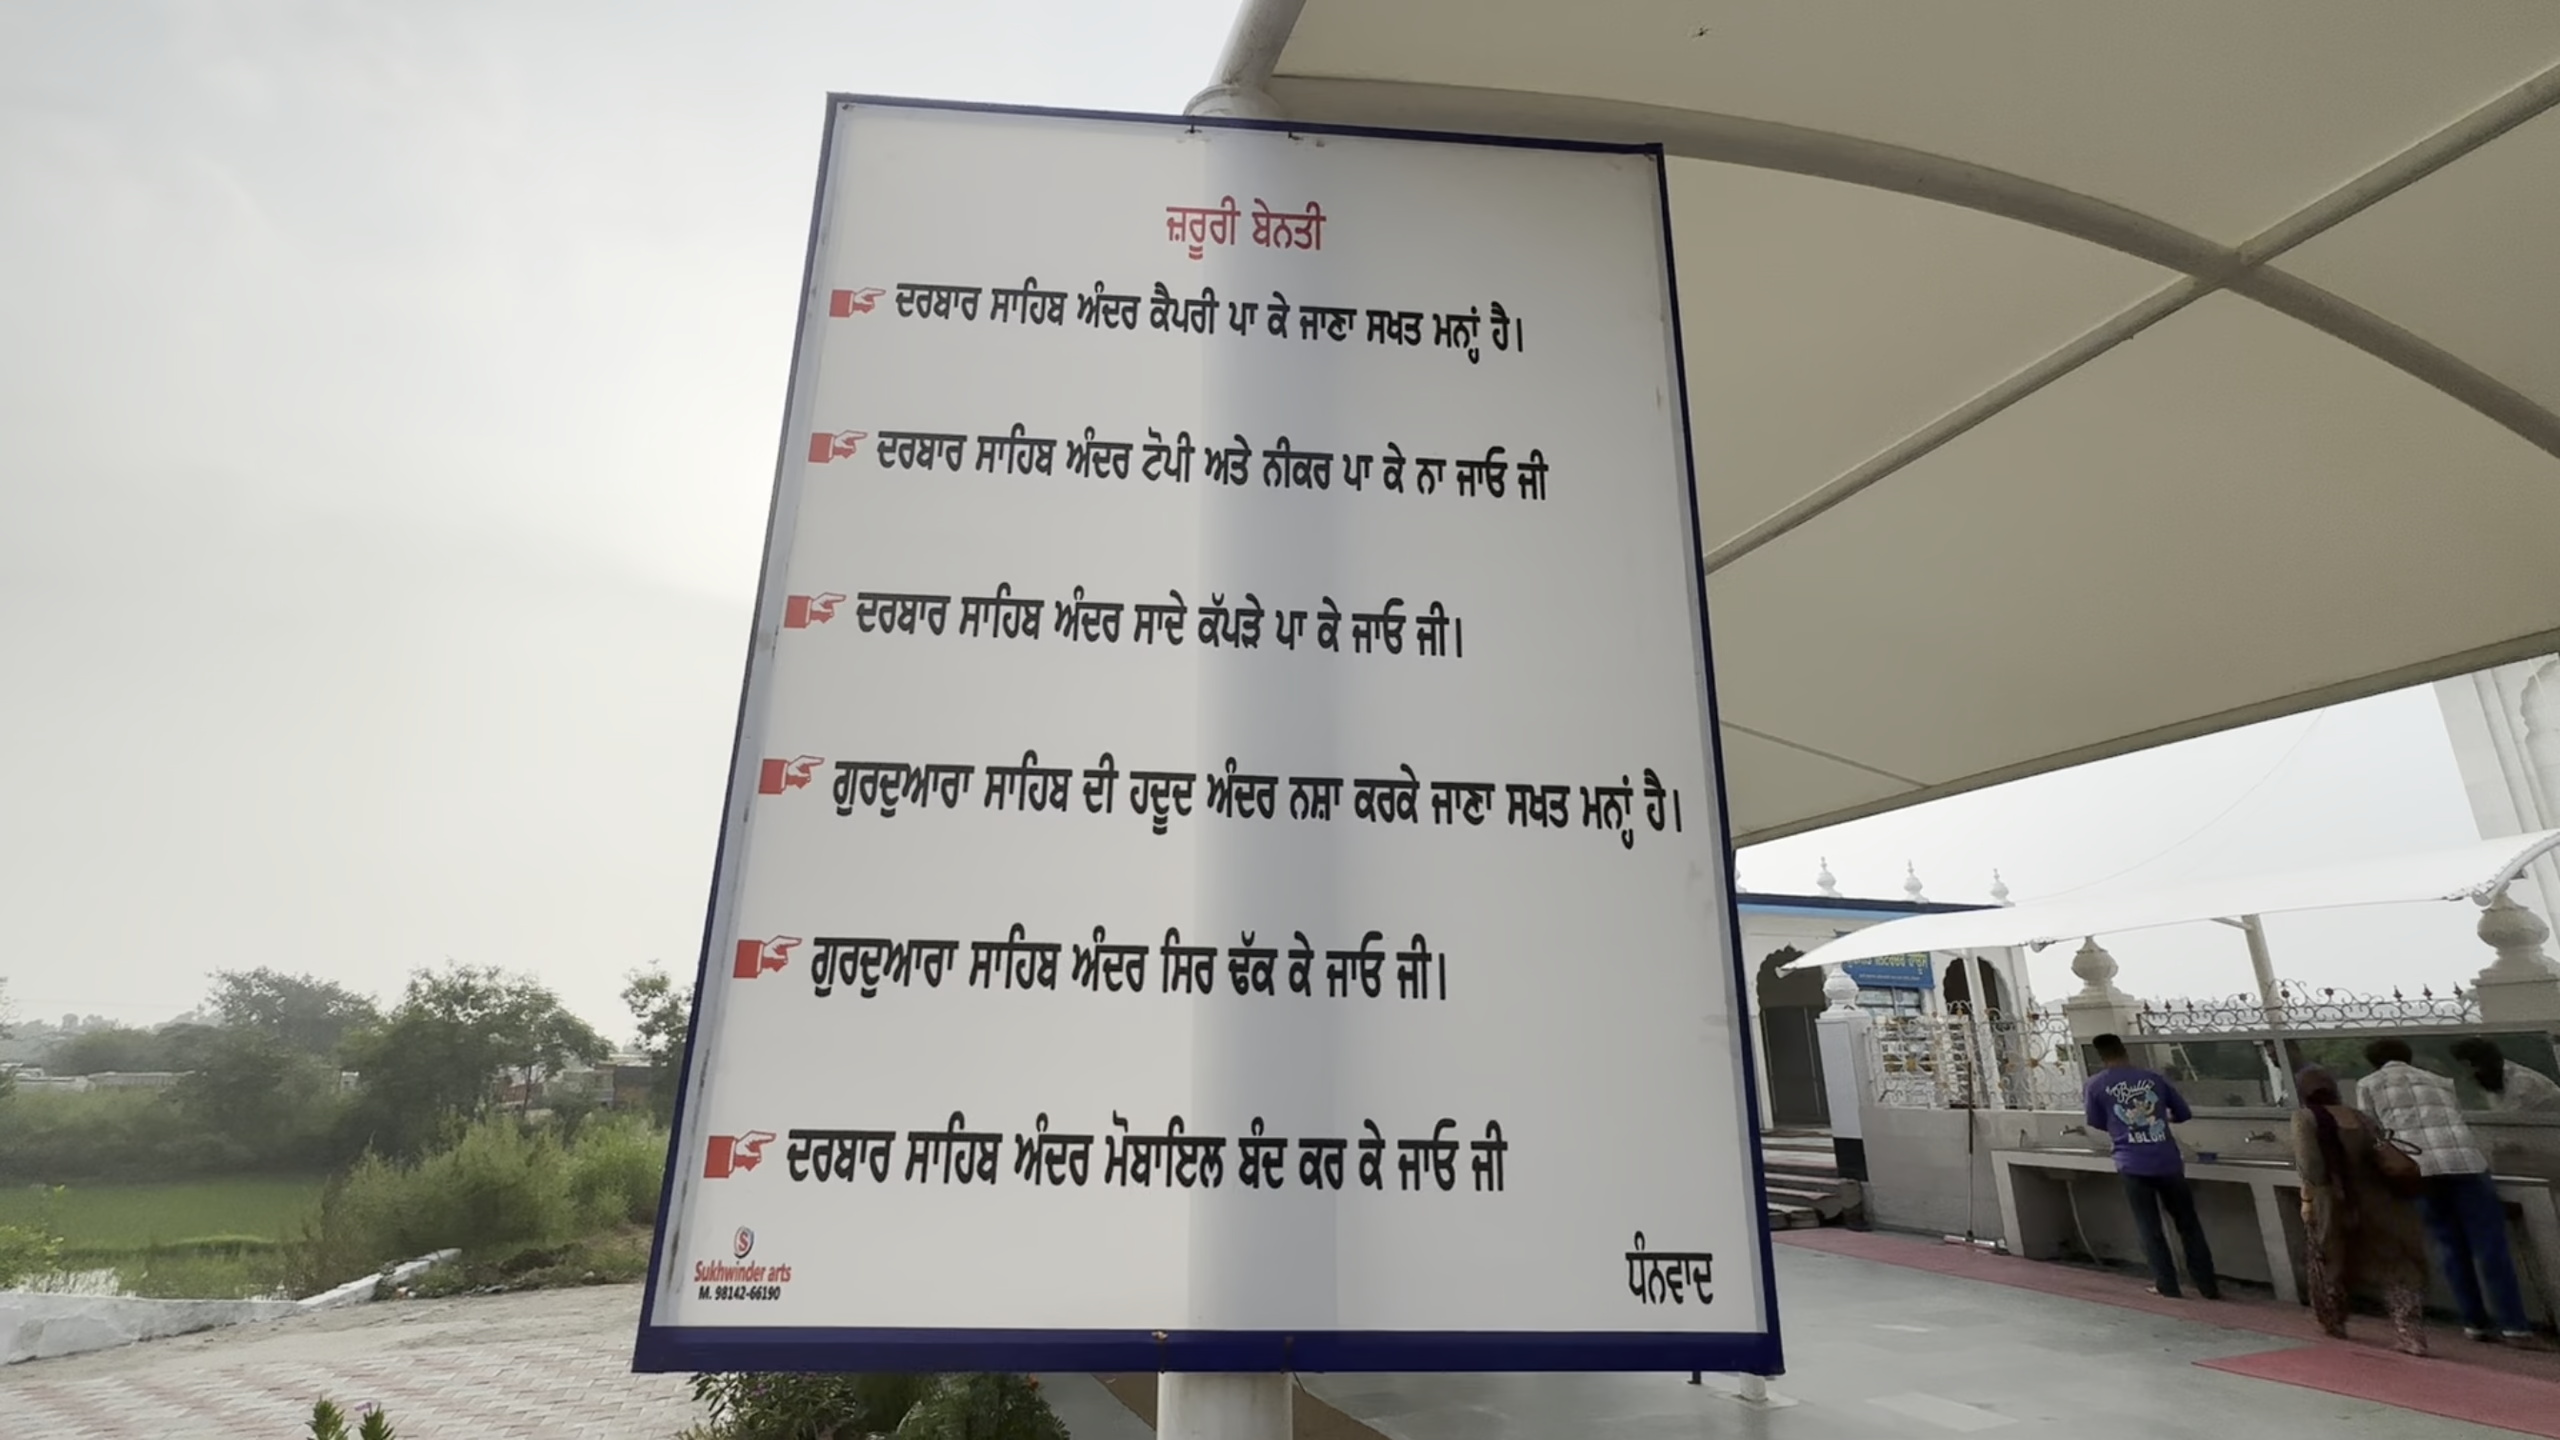 ਜ਼ਰੂਰੀ ਬੇਨਤੀ
ਦਰਬਾਰ ਸਾਹਿਬ ਅੰਦਰ ਕੈਪਰੀ ਪਾ ਕੇ ਜਾਣਾ ਸਖਤ ਮਨ੍ਹਾਂ ਹੈ।
ਦਰਬਾਰ ਸਾਹਿਬ ਅੰਦਰ ਟੋਪੀ ਅਤੇ ਨੀਕਰ ਪਾ ਕੇ ਨਾ ਜਾਓ ਜੀ
ਦਰਬਾਰ ਸਾਹਿਬ ਅੰਦਰ ਸਾਦੇ ਕੱਪੜੇ ਪਾ ਕੇ ਜਾਓ ਜੀ।
ਗੁਰਦੁਆਰਾ ਸਾਹਿਬ ਦੀ ਹਦੂਦ ਅੰਦਰ ਨਸ਼ਾ ਕਰਕੇ ਜਾਣਾ ਸਖਤ ਮਨ੍ਹਾਂ ਹੈ।
ਗੁਰਦੁਆਰਾ ਸਾਹਿਬ ਅੰਦਰ ਸਿਰ ਢੱਕ ਕੇ ਜਾਓ ਜੀ।
ਦਰਬਾਰ ਸਾਹਿਬ ਅੰਦਰ ਮੋਬਾਇਲ ਬੰਦ ਕਰ ਕੇ ਜਾਓ ਜੀ
ਧੰਨਵਾਦ
Sukhwinder arts
M. 98142-66190